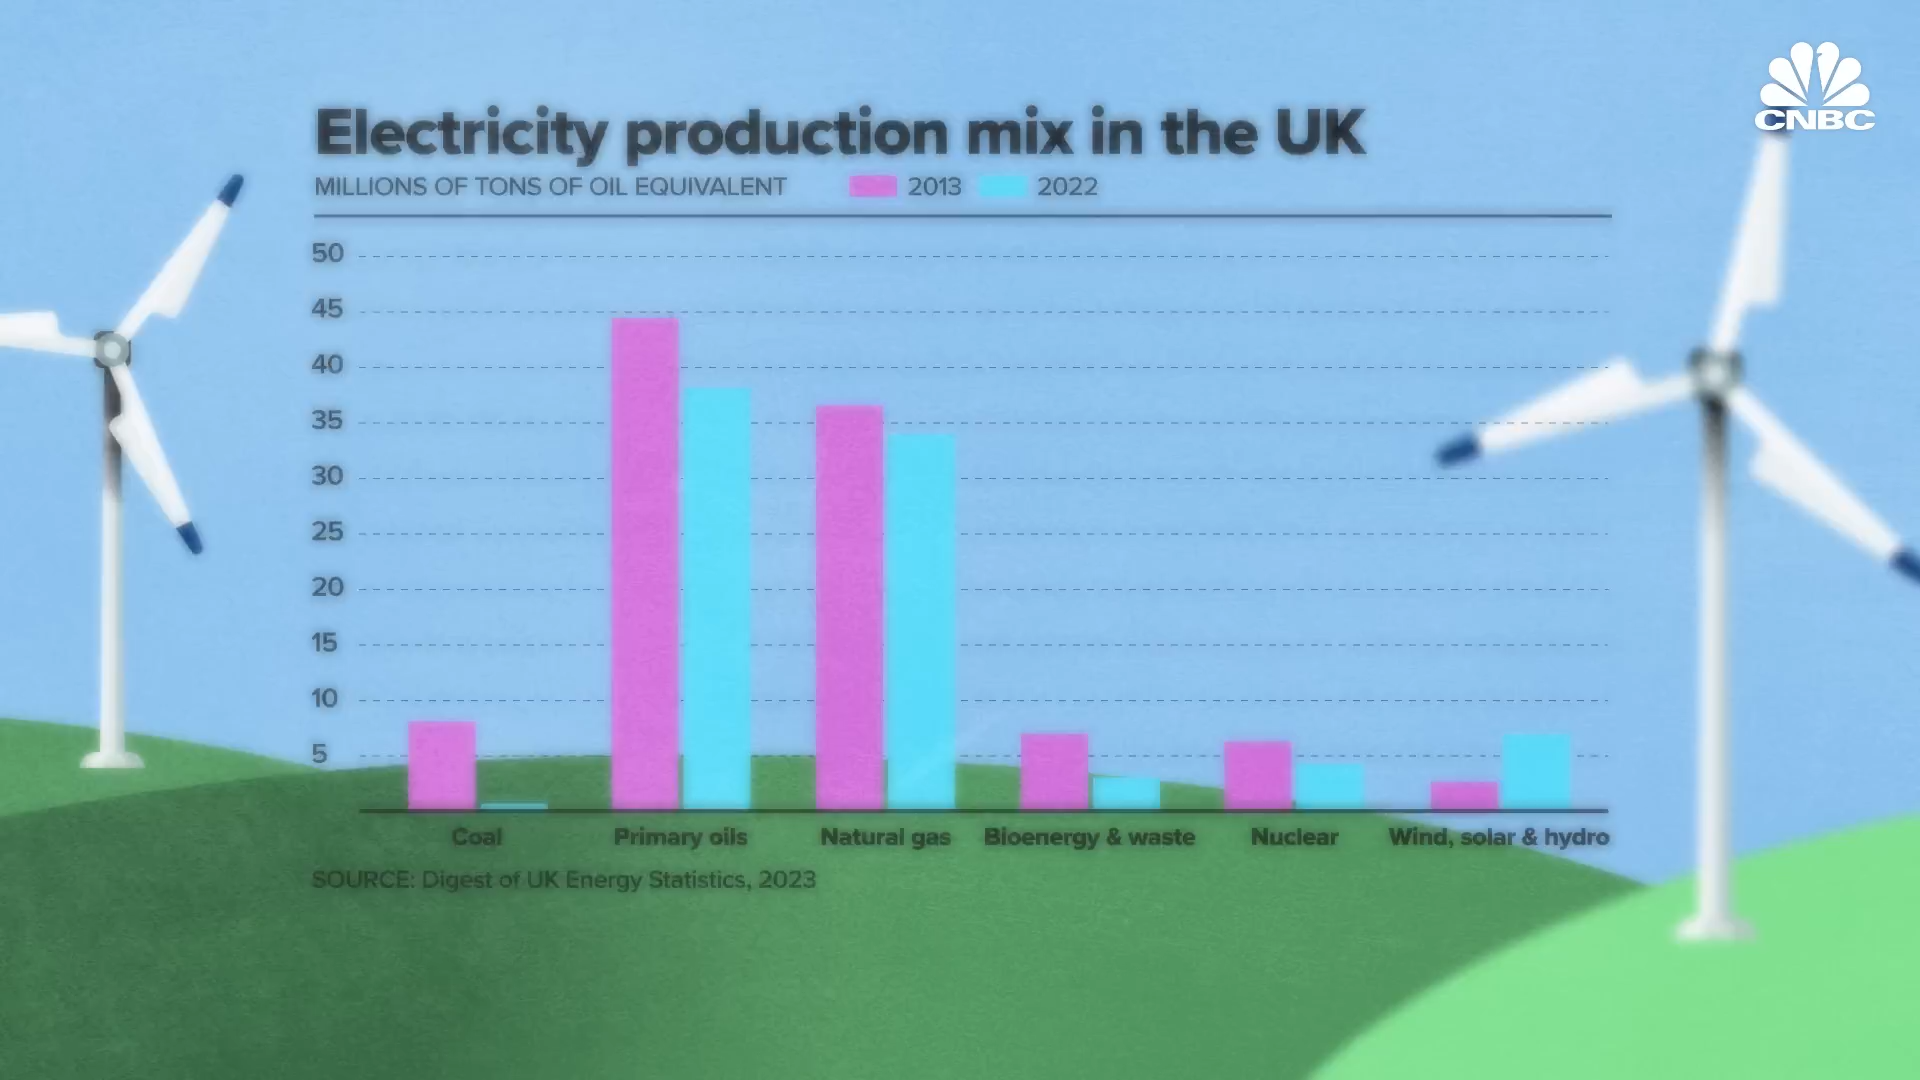 CNBC
Electricity production mix in the UK
MILLIONS OF TONS OF OIL EQUIVALENT 2013 2022
50
45
40
35
30
25
20
15
10
5
Coal Primary oils Natural gas Bioenergy & waste Nuclear Wind, solar & hydro
SOURCE: Digest of UK Energy Statistics, 2023